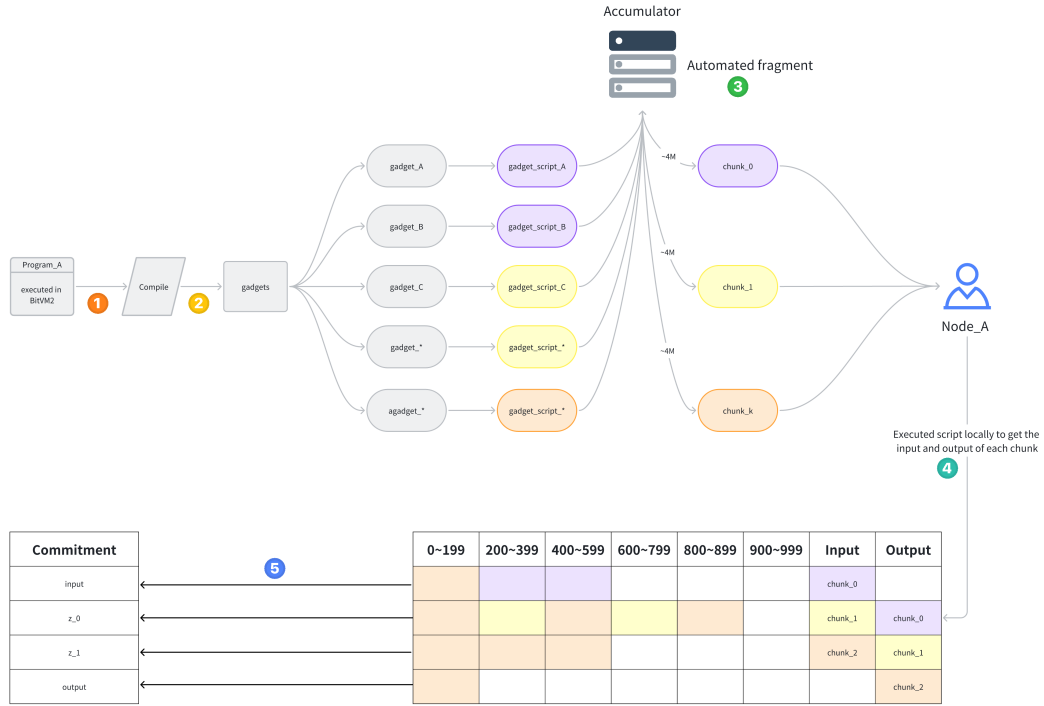 Accumulator
Automated fragment
3
~4M
gadget_A
gadget_script_A
chunk_0
gadget_B
gadget_script_B
~4M
Program_A
executed in
BitVM2
1
Compile
2
gadgets
gadget_C
gadget_script_C
chunk_1
Node_A
gadget_*
gadget_script_*
~4M
agadget_*
gadget_script_*
chunk_k
Executed script locally to get the
input and output of each chunk
4
Commitment
5
0~199 200~399 400~599 600~799 800~899 900~999 Input Output
input
chunk_0
z_0
chunk_1 chunk_0
z_1
chunk_2 chunk_1
output
chunk_2